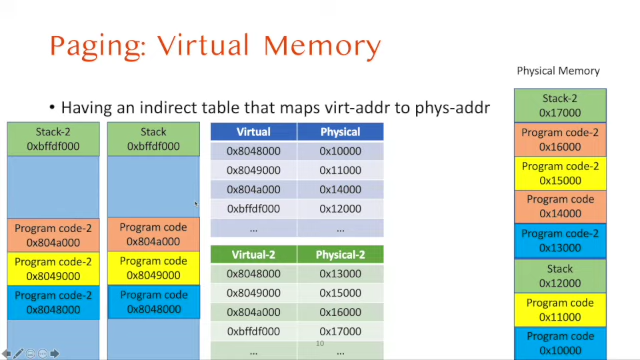 Paging: Virtual Memory
Physical Memory
• Having an indirect table that maps virt-addr to phys-addr
Stack-2
0xbffdf000
Program code-2
0x804a000
Program code-2
0x8049000
Program code-2
0x8048000
Stack
0xbffdf000
Program code
0x804a000
Program code
0x8049000
Program code
0x8048000
Virtual Physical
0x8048000 0x10000
0x8049000 0x11000
0x804a000 0x14000
0xbffdf000 0x12000
... ...
Virtual-2 Physical-2
0x8048000 0x13000
0x8049000 0x15000
0x804a000 0x16000
0xbffdf000 0x17000
... ...
10
Stack-2
0x17000
Program code-2
0x16000
Program code-2
0x15000
Program code
0x14000
Program code-2
0x13000
Stack
0x12000
Program code
0x11000
Program code
0x10000